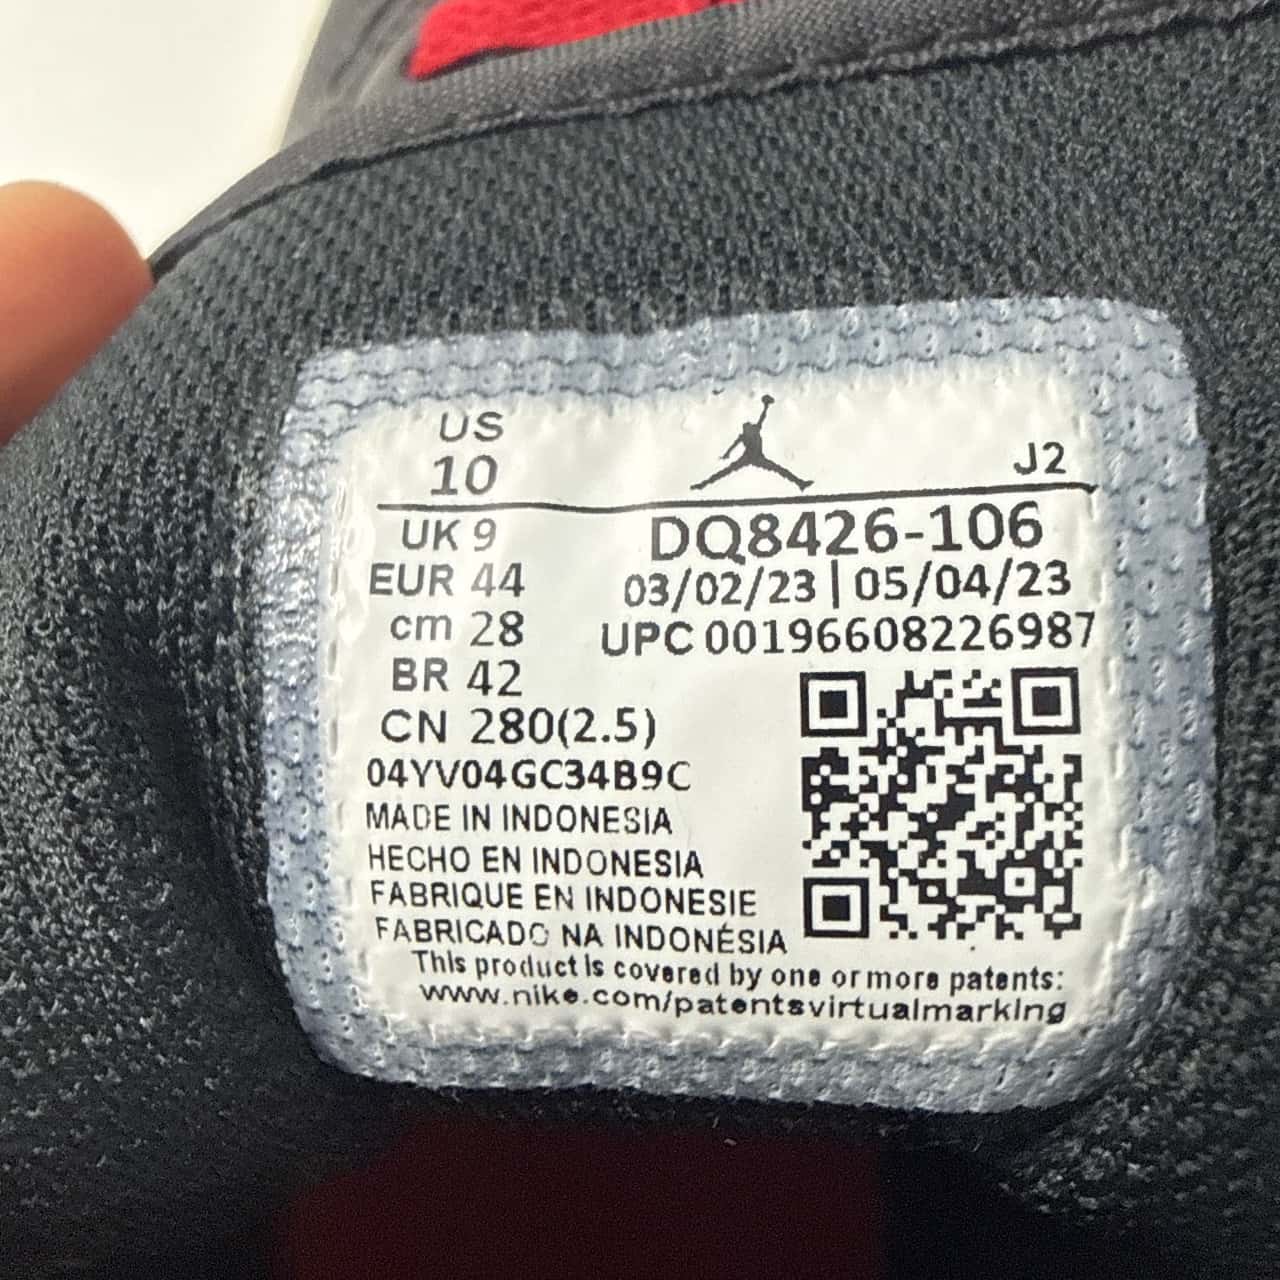 US
10
J2
UK 9
DQ8426-106
EUR 44
03/02/23 | 05/04/23
cm 28
UPC 00196608226987
BR 42
CN 280(2.5)
04YV04GC34B9C
MADE IN INDONESIA
HECHO EN INDONESIA
FABRIQUE EN INDONESIE
FABRICADO NA INDONÉSIA
This product is covered by one or more patents:
www.nike.com/patentsvirtualmarking